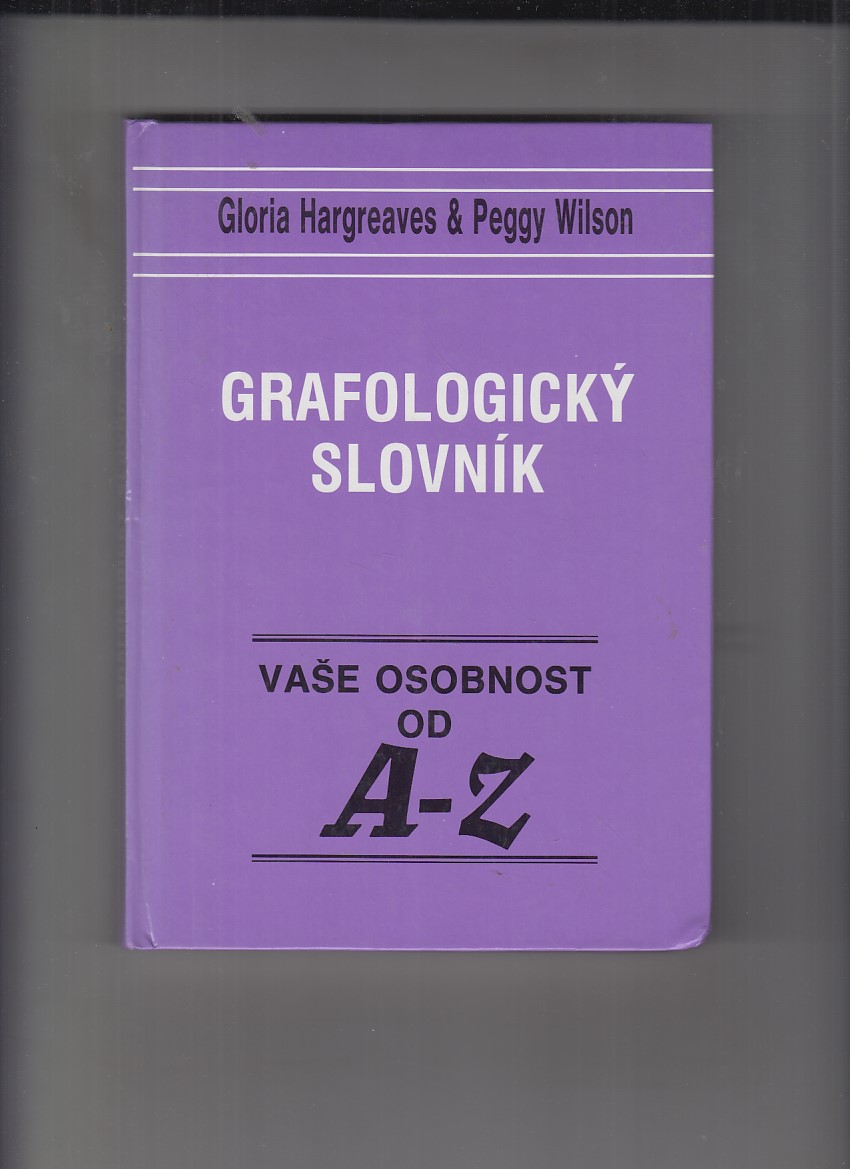 Gloria Hargreaves & Peggy Wilson
GRAFOLOGICKÝ
SLOVNÍK
VAŠE OSOBNOST
OD
A-Z